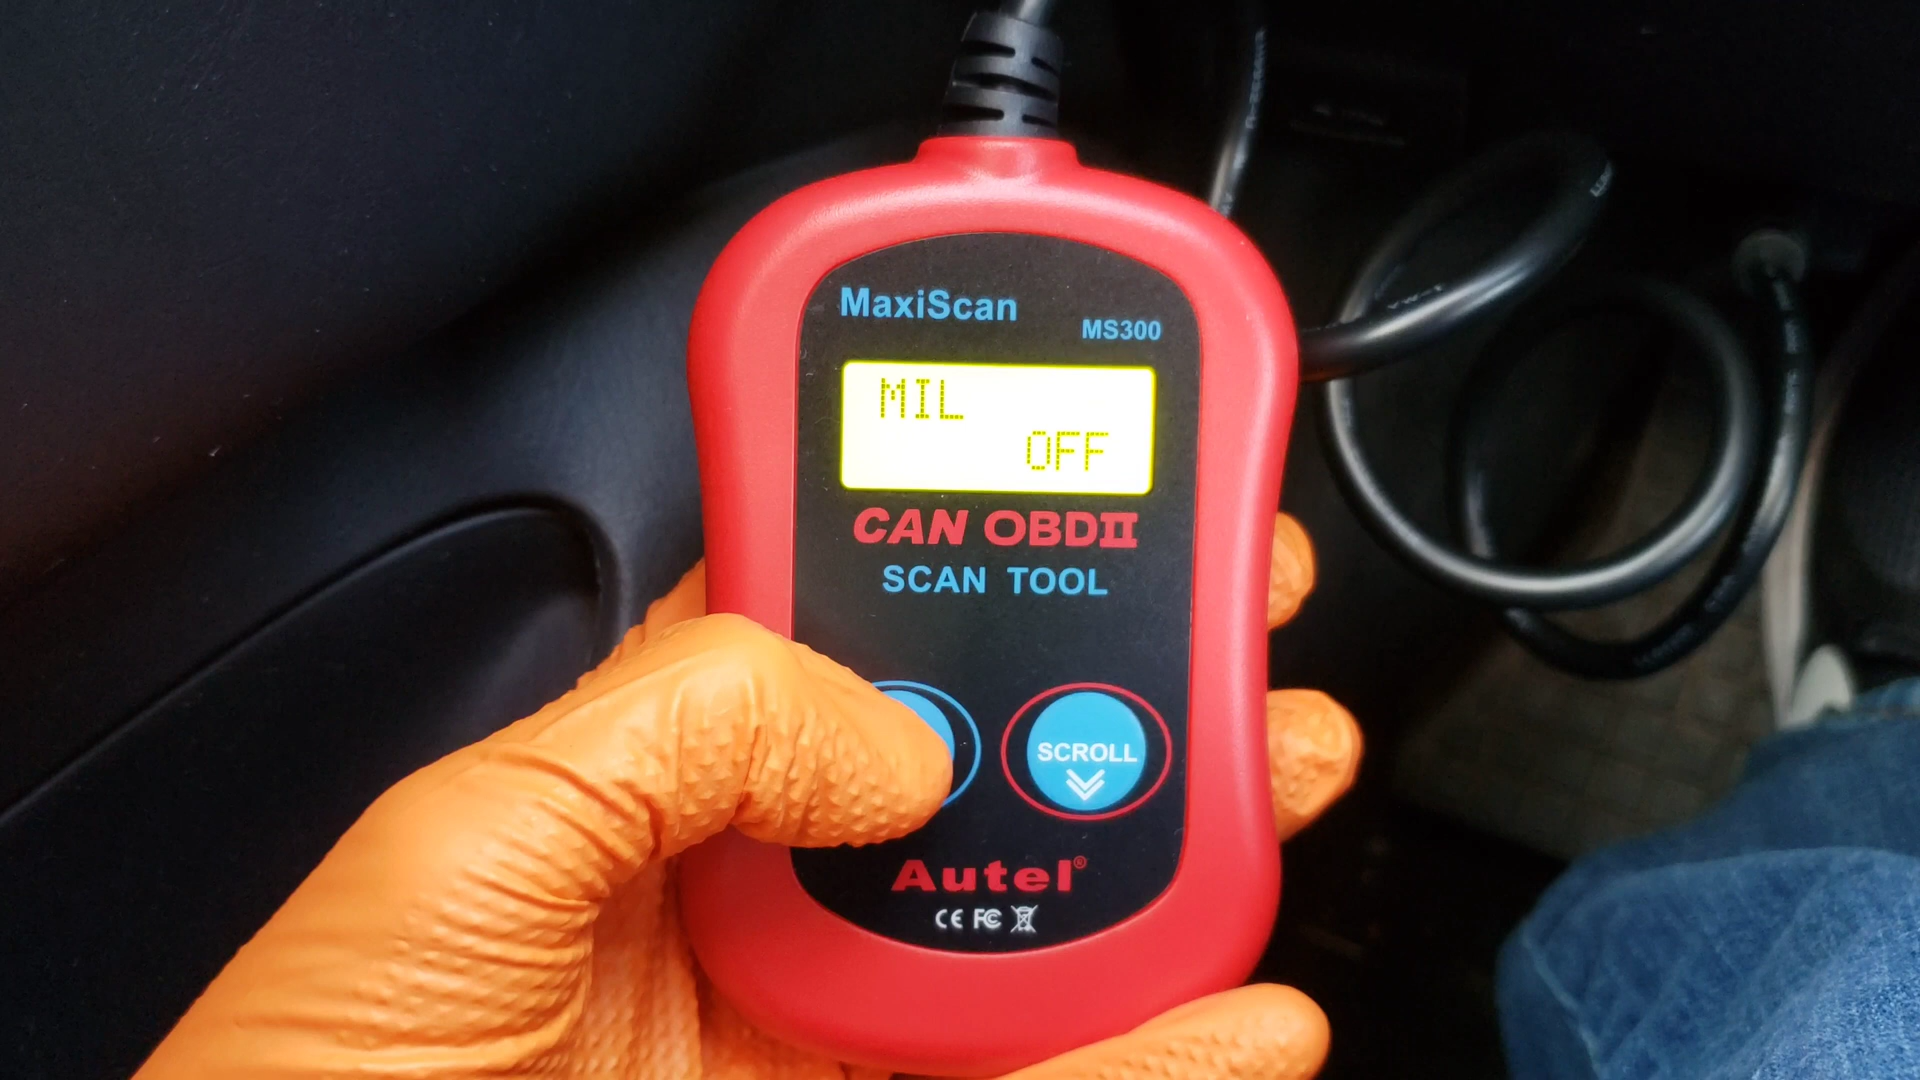 MaxiScan
MS300
MIL
OFF
CAN OBDII
SCAN TOOL
SCROLL
Autel®
CE FC